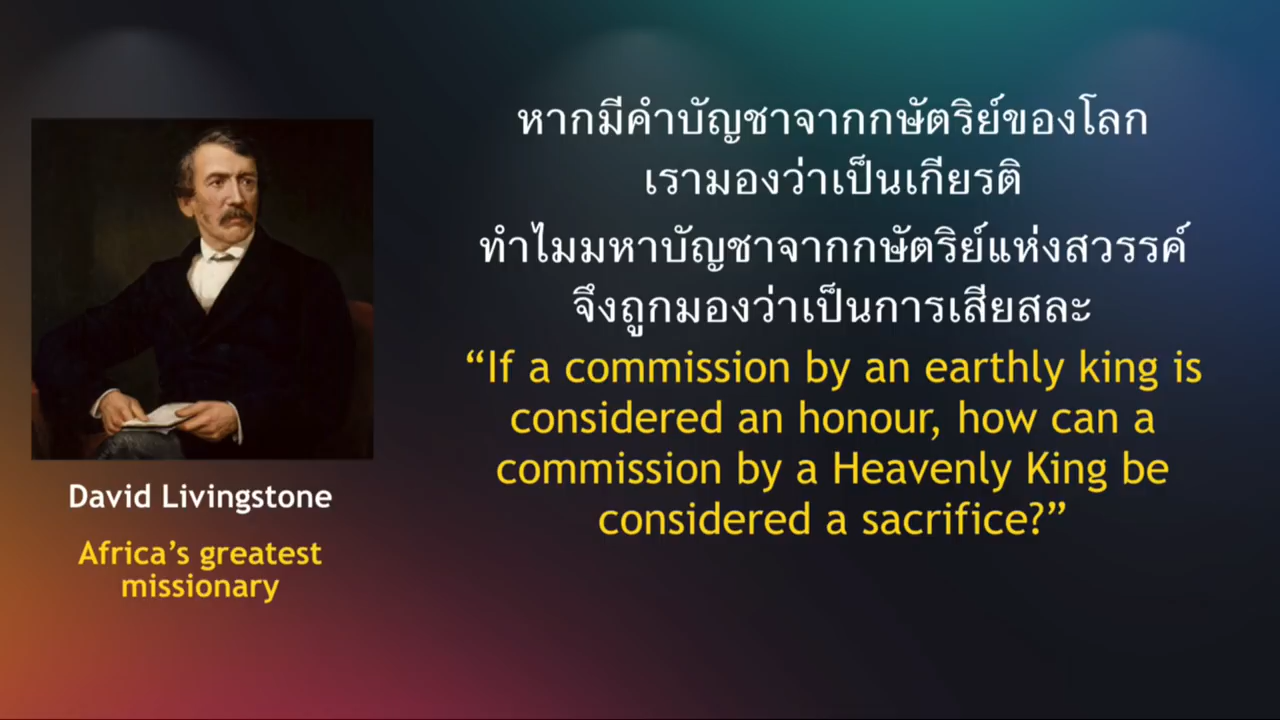 หากมีคำบัญชาจากกษัตริย์ของโลก
เรามองว่าเป็นเกียรติ
ทำไมมหาบัญชาจากกษัตริย์แห่งสวรรค์
จึงถูกมองว่าเป็นการเสียสละ
“If a commission by an earthly king is
considered an honour, how can a
commission by a Heavenly King be
considered a sacrifice?”
David Livingstone
Africa’s greatest
missionary